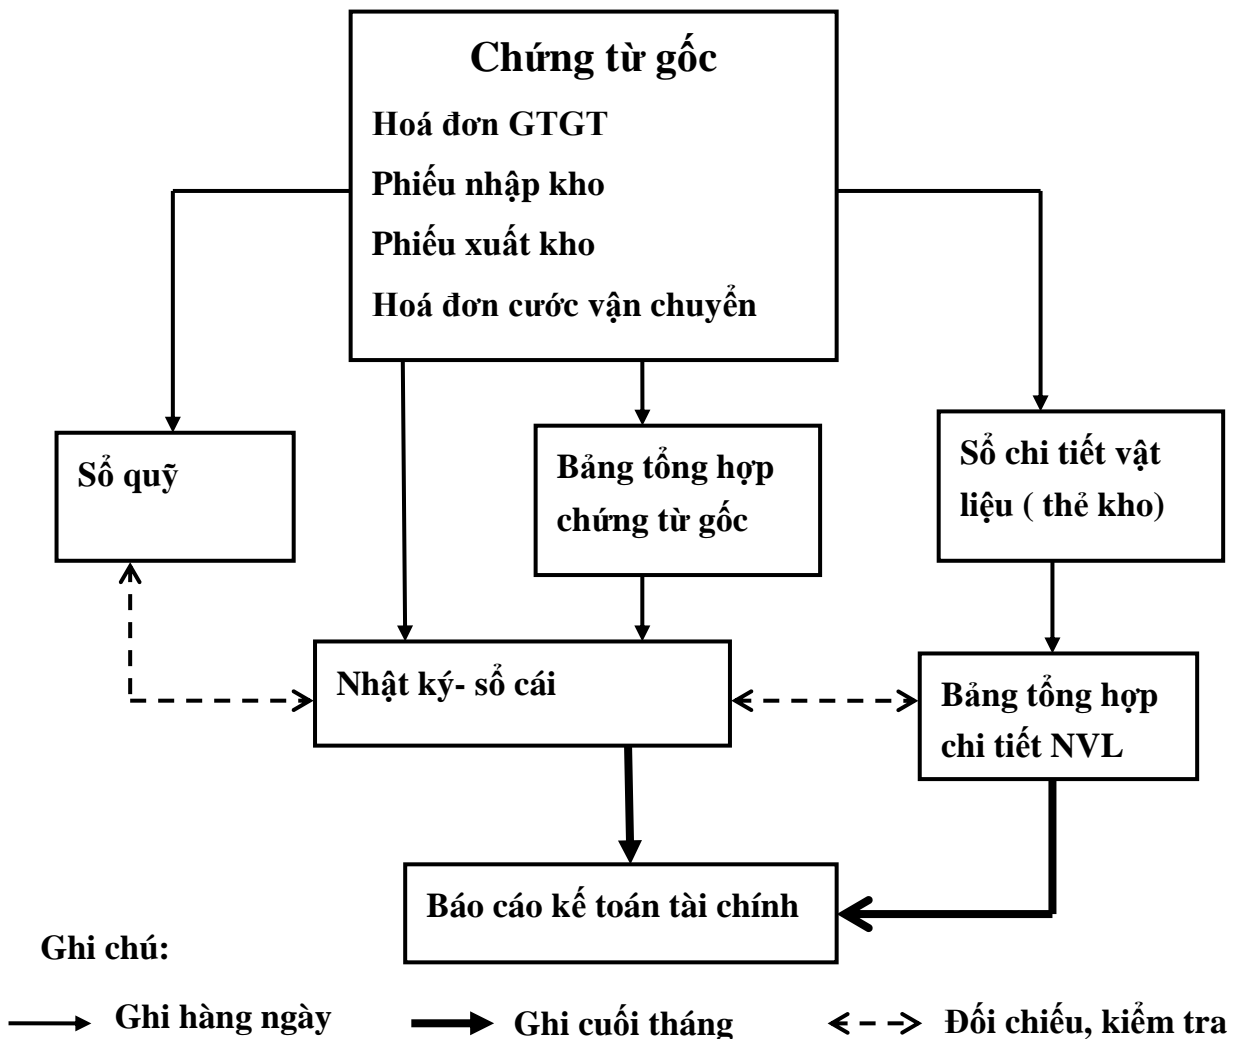 Chứng từ gốc
Hoá đơn GTGT
Phiếu nhập kho
Phiếu xuất kho
Hoá đơn cước vận chuyển
Sổ quỹ
Bảng tổng hợp
chứng từ gốc
Sổ chi tiết vật
liệu ( thẻ kho)
Nhật ký- sổ cái
Bảng tổng hợp
chi tiết NVL
Báo cáo kế toán tài chính
Ghi chú:
Ghi hàng ngày
Ghi cuối tháng
Đối chiếu, kiểm tra